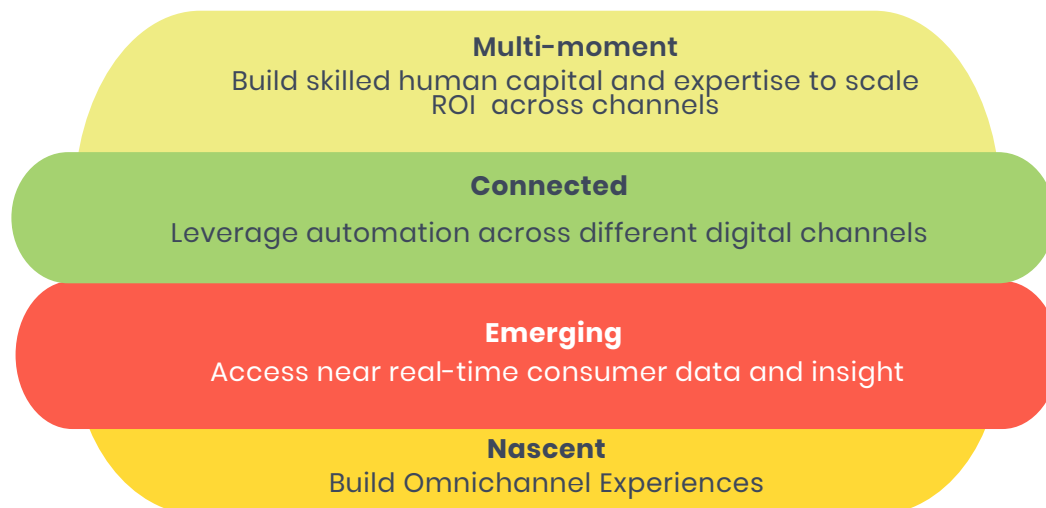 Multi-moment
Build skilled human capital and expertise to scale
ROI across channels
Connected
Leverage automation across different digital channels
Emerging
Access near real-time consumer data and insight
Nascent
Build Omnichannel Experiences